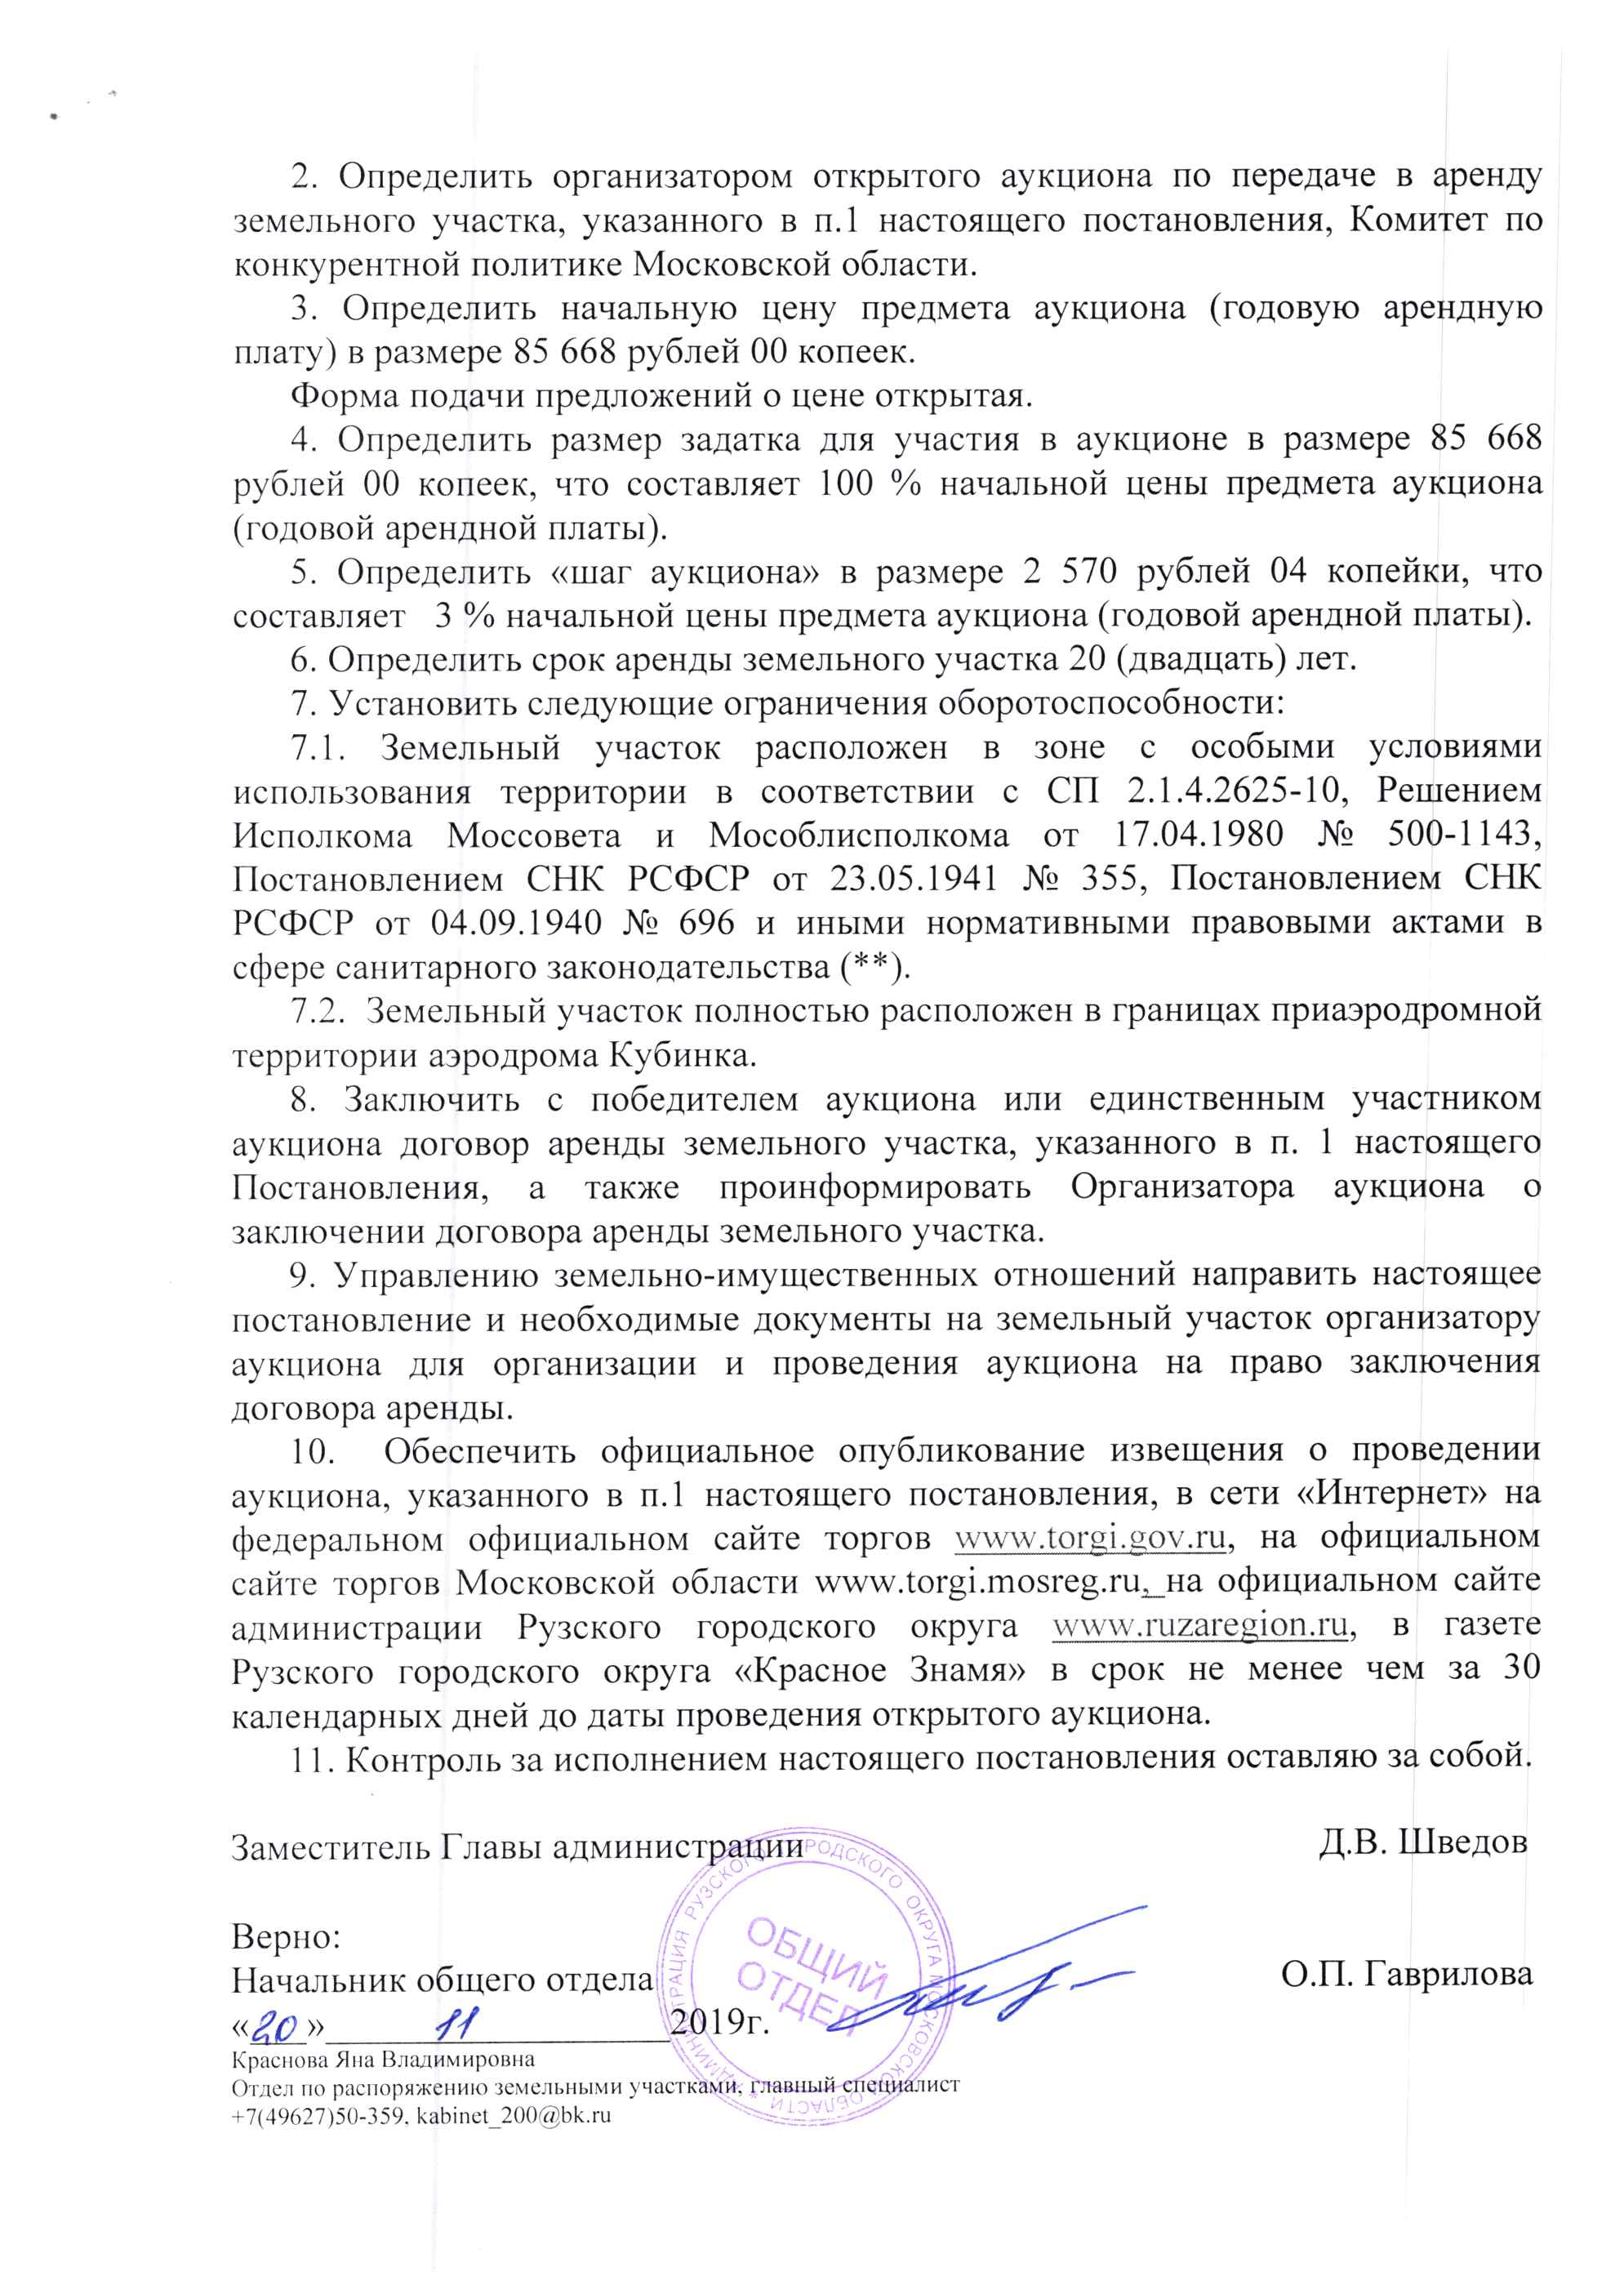 2. Определить организатором открытого аукциона по передаче в аренду
земельного участка, указанного в п.1 настоящего постановления, Комитет по
конкурентной политике Московской области.
3. Определить начальную цену предмета аукциона (годовую арендную
плату) в размере 85 668 рублей 00 копеек.
Форма подачи предложений о цене открытая.
4. Определить размер задатка для участия в аукционе в размере 85 668
рублей 00 копеек, что составляет 100 % начальной цены предмета аукциона
(годовой арендной платы).
5. Определить «шаг аукциона» в размере 2 570 рублей 04 копейки, что
составляет 3 % начальной цены предмета аукциона (годовой арендной платы).
6. Определить срок аренды земельного участка 20 (двадцать) лет.
7. Установить следующие ограничения оборотоспособности:
7.1. Земельный участок расположен в зоне с особыми условиями
использования территории в соответствии с СП 2.1.4.2625-10, Решением
Исполкома Моссовета и Мособлисполкома от 17.04.1980 № 500-1143,
Постановлением СНК РСФСР от 23.05.1941 № 355, Постановлением СНК
РСФСР от 04.09.1940 № 696 и иными нормативными правовыми актами в
сфере санитарного законодательства (**).
7.2. Земельный участок полностью расположен в границах приаэродромной
территории аэродрома Кубинка.
8. Заключить с победителем аукциона или единственным участником
аукциона договор аренды земельного участка, указанного в п. 1 настоящего
Постановления, а также проинформировать Организатора аукциона о
заключении договора аренды земельного участка.
9. Управлению земельно-имущественных отношений направить настоящее
постановление и необходимые документы на земельный участок организатору
аукциона для организации и проведения аукциона на право заключения
договора аренды.
10. Обеспечить официальное опубликование извещения о проведении
аукциона, указанного в п.1 настоящего постановления, в сети «Интернет» на
федеральном официальном сайте торгов www.torgi.gov.ru, на официальном
сайте торгов Московской области www.torgi.mosreg.ru, на официальном сайте
администрации Рузского городского округа www.ruzaregion.ru, в газете
Рузского городского округа «Красное Знамя» в срок не менее чем за 30
календарных дней до даты проведения открытого аукциона.
11. Контроль за исполнением настоящего постановления оставляю за собой.
Заместитель Главы администрации Д.В. Шведов
Верно:
Начальник общего отдела О.П. Гаврилова
«20» 11 2019г.
Краснова Яна Владимировна
Отдел по распоряжению земельными участками, главный специалист
+7(49627)50-359, kabinet_200@bk.ru
АДМИНИСТРАЦИЯ РУЗСКОГО ГОРОДСКОГО ОКРУГА МОСКОВСКОЙ ОБЛАСТИ *
ОБЩИЙ
ОТДЕЛ